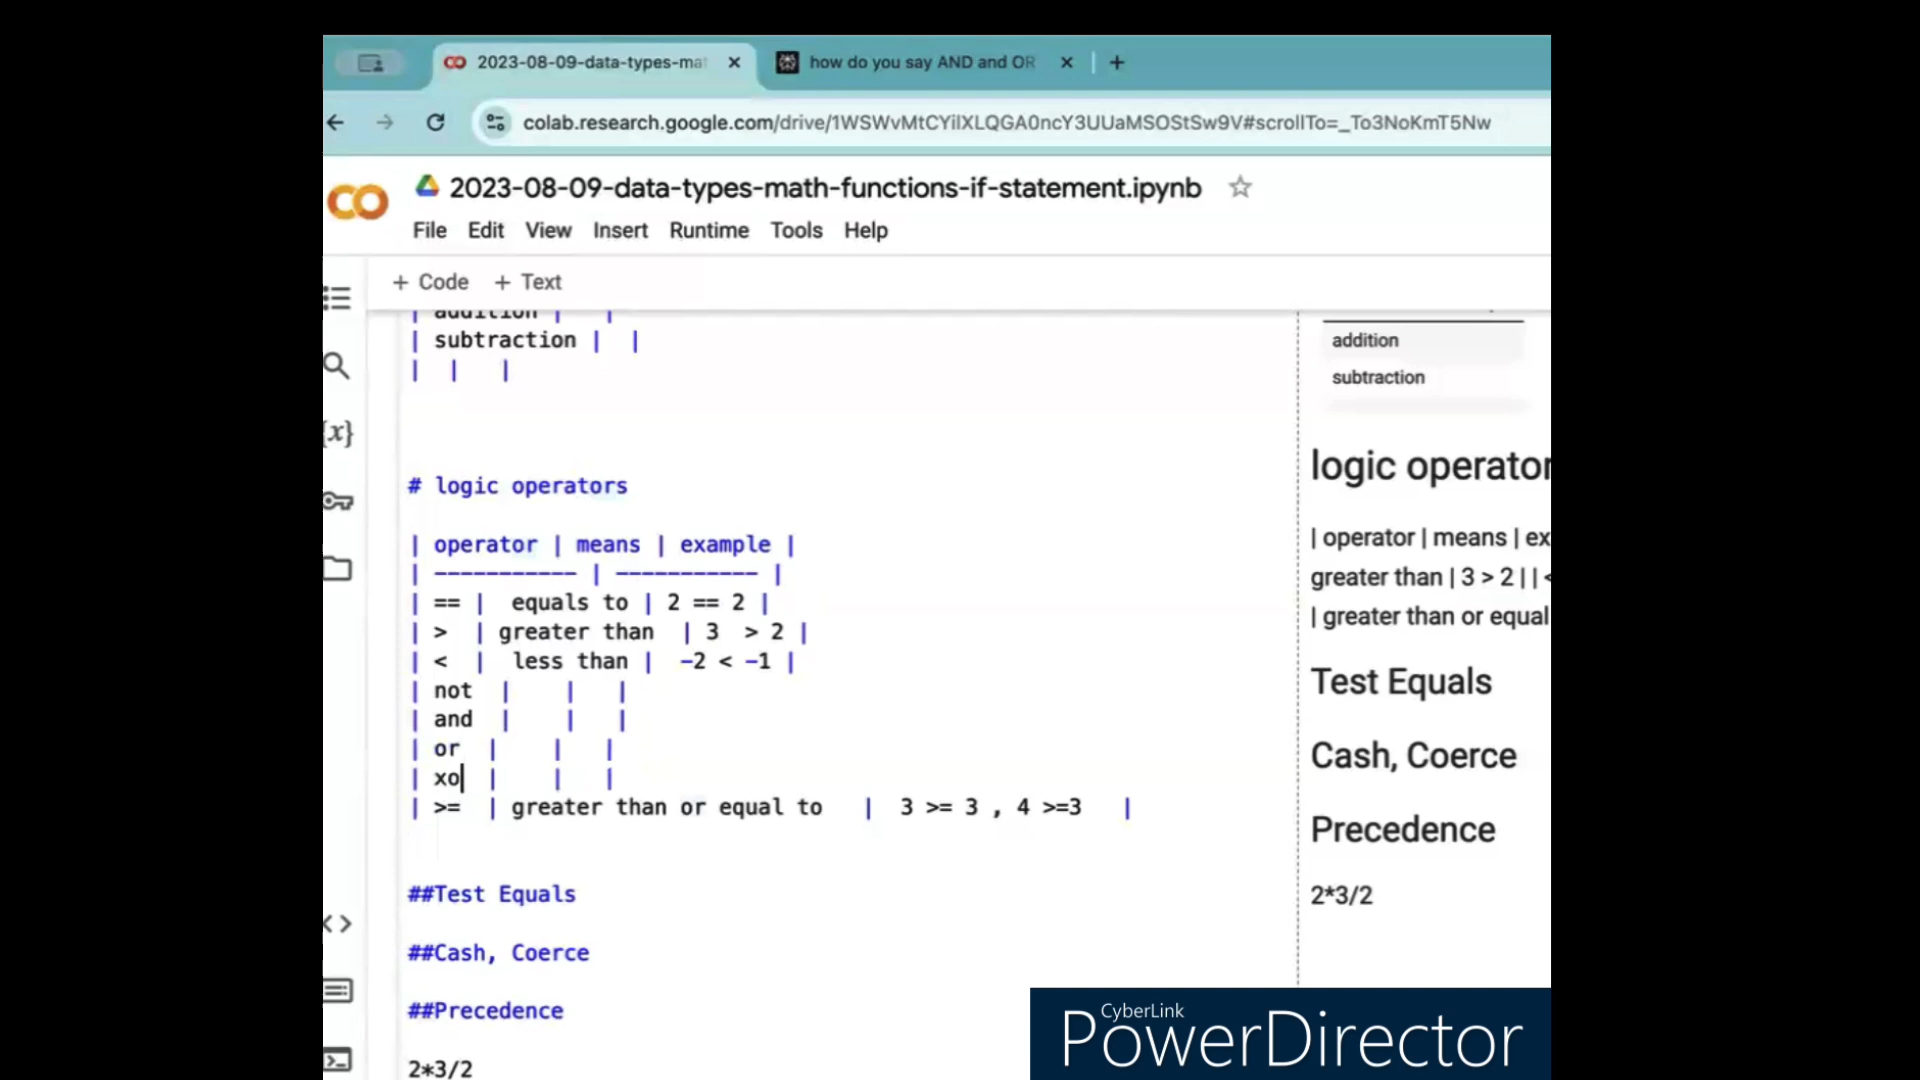 2023-08-09-data-types-mat
how do you say AND and OR
colab.research.google.com/drive/1WSWvMtCYilXLQGA0ncY3UUaMSOStSw9V#scrollTo=_To3NoKmT5Nw
CO
2023-08-09-data-types-math-functions-if-statement.ipynb
File Edit View Insert Runtime Tools Help
+ Code + Text
| addition | |
| subtraction | |
| | |
# logic operators
| operator | means | example |
| ----------- | ----------- |
| == | equals to | 2 == 2 |
| > | greater than | 3 > 2 |
| < | less than | -2 < -1 |
| not | | |
| and | | |
| or | | |
| xo | | |
| >= | greater than or equal to | 3 >= 3 , 4 >=3 |
##Test Equals
##Cash, Coerce
##Precedence
2*3/2
addition
subtraction
logic operator
| operator | means | ex
greater than | 3 > 2 | | <
| greater than or equal
Test Equals
Cash, Coerce
Precedence
2*3/2
CyberLink
PowerDirector